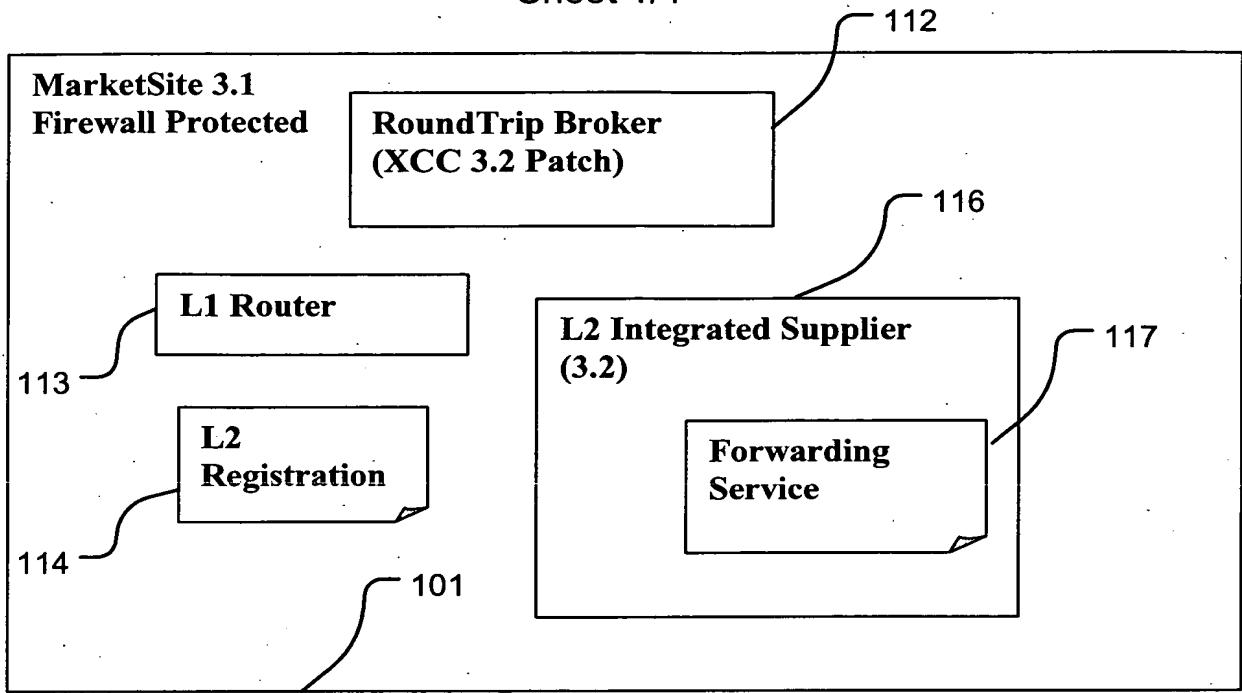 112
MarketSite 3.1
Firewall Protected
RoundTrip Broker
(XCC 3.2 Patch)
116
L1 Router
L2 Integrated Supplier
(3.2)
117
113
L2
Registration
Forwarding
Service
114
101